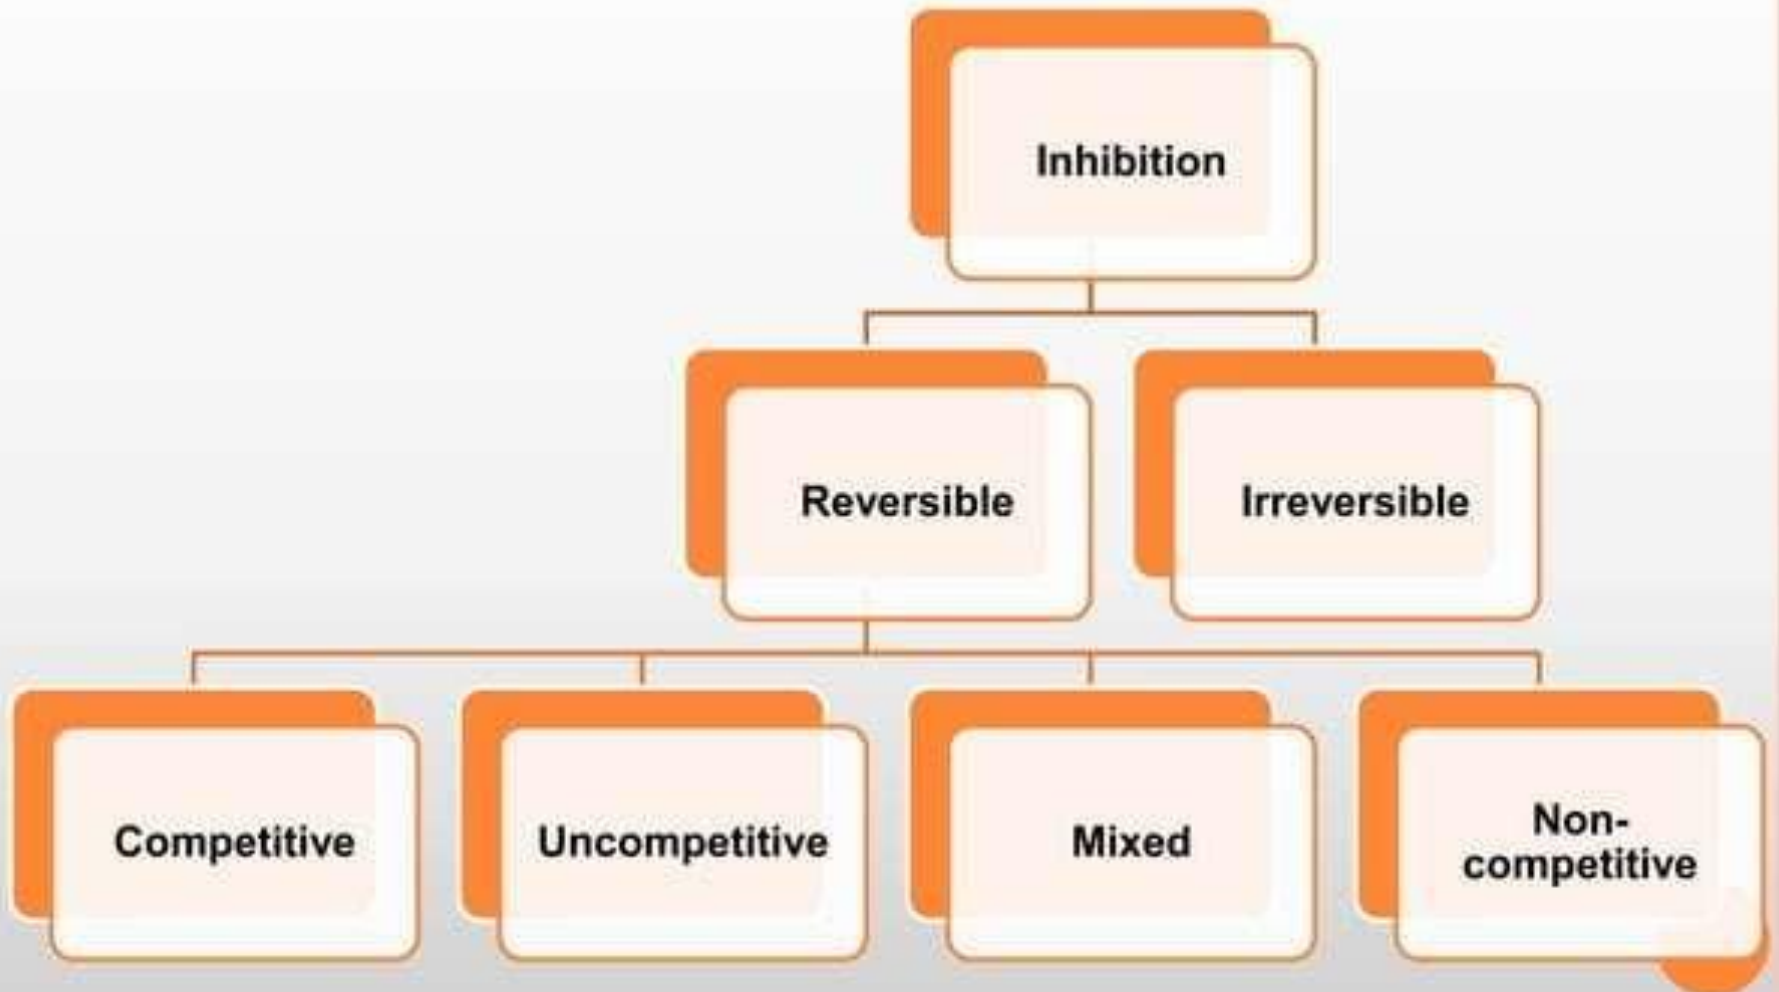 Inhibition
Reversible
Irreversible
Competitive
Uncompetitive
Mixed
Non-
competitive